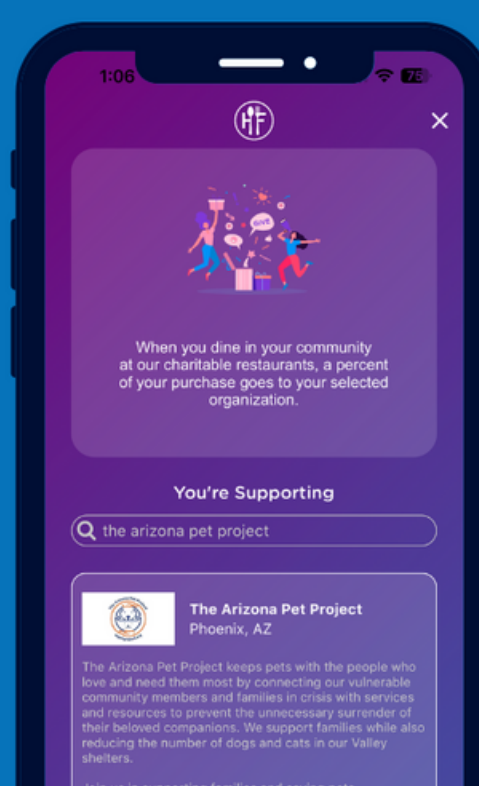 1:06
75
HF
GIVE
When you dine in your community
at our charitable restaurants, a percent
of your purchase goes to your selected
organization.
You're Supporting
the arizona pet project
The Arizona Pet Project
Phoenix, AZ
The Arizona Pet Project keeps pets with the people who
love and need them most by connecting our vulnerable
community members and families in crisis with services
and resources to prevent the unnecessary surrender of
their beloved companions. We support families while also
reducing the number of dogs and cats in our Valley
shelters.